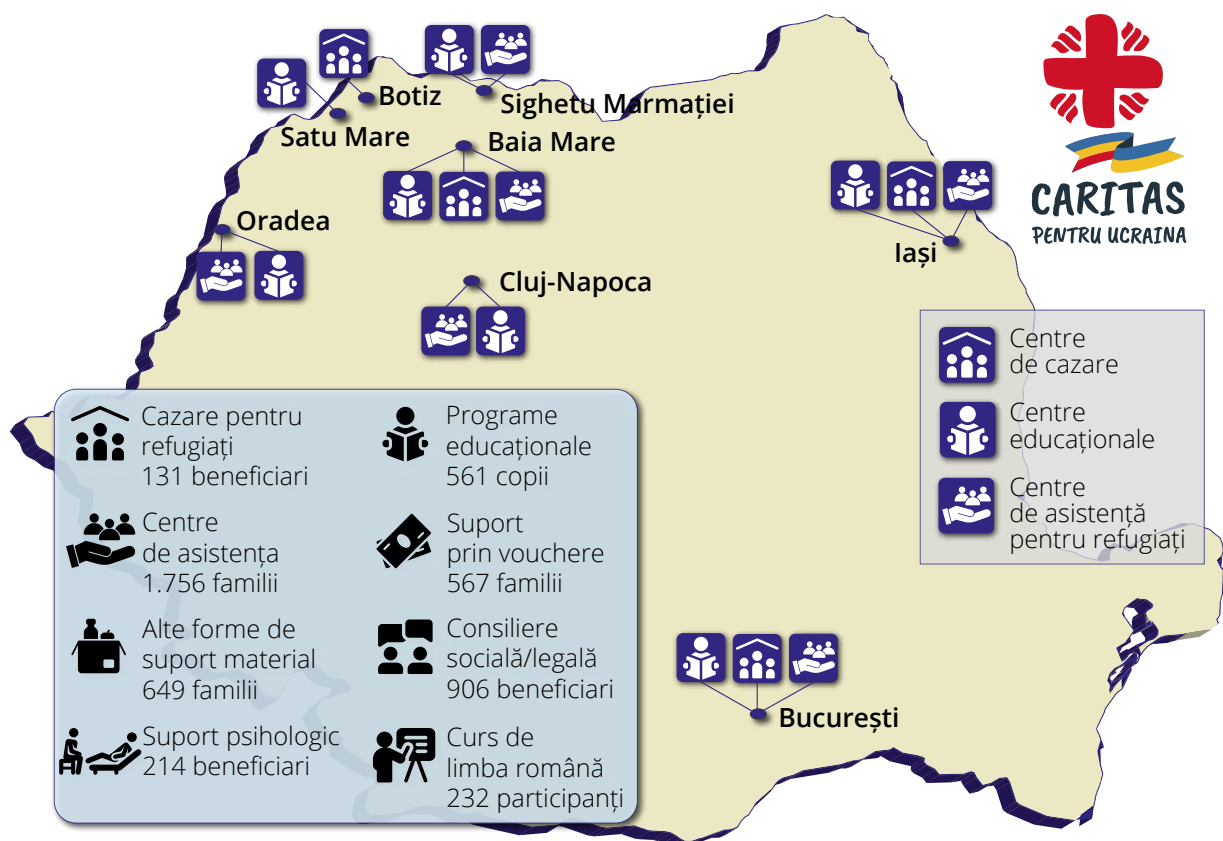 Botiz
Sighetu Marmației
Satu Mare
Baia Mare
CARITAS
PENTRU UCRAINA
Oradea
Iași
Cluj-Napoca
Centre
de cazare
Centre
educaționale
Centre
de asistență
pentru refugiați
Cazare pentru
refugiați
131 beneficiari
Programe
educaționale
561 copii
Centre
de asistența
1.756 familii
Suport
prin vouchere
567 familii
Alte forme de
suport material
649 familii
Consiliere
socială/legală
906 beneficiari
Suport psihologic
214 beneficiari
Curs de
limba română
232 participanți
București